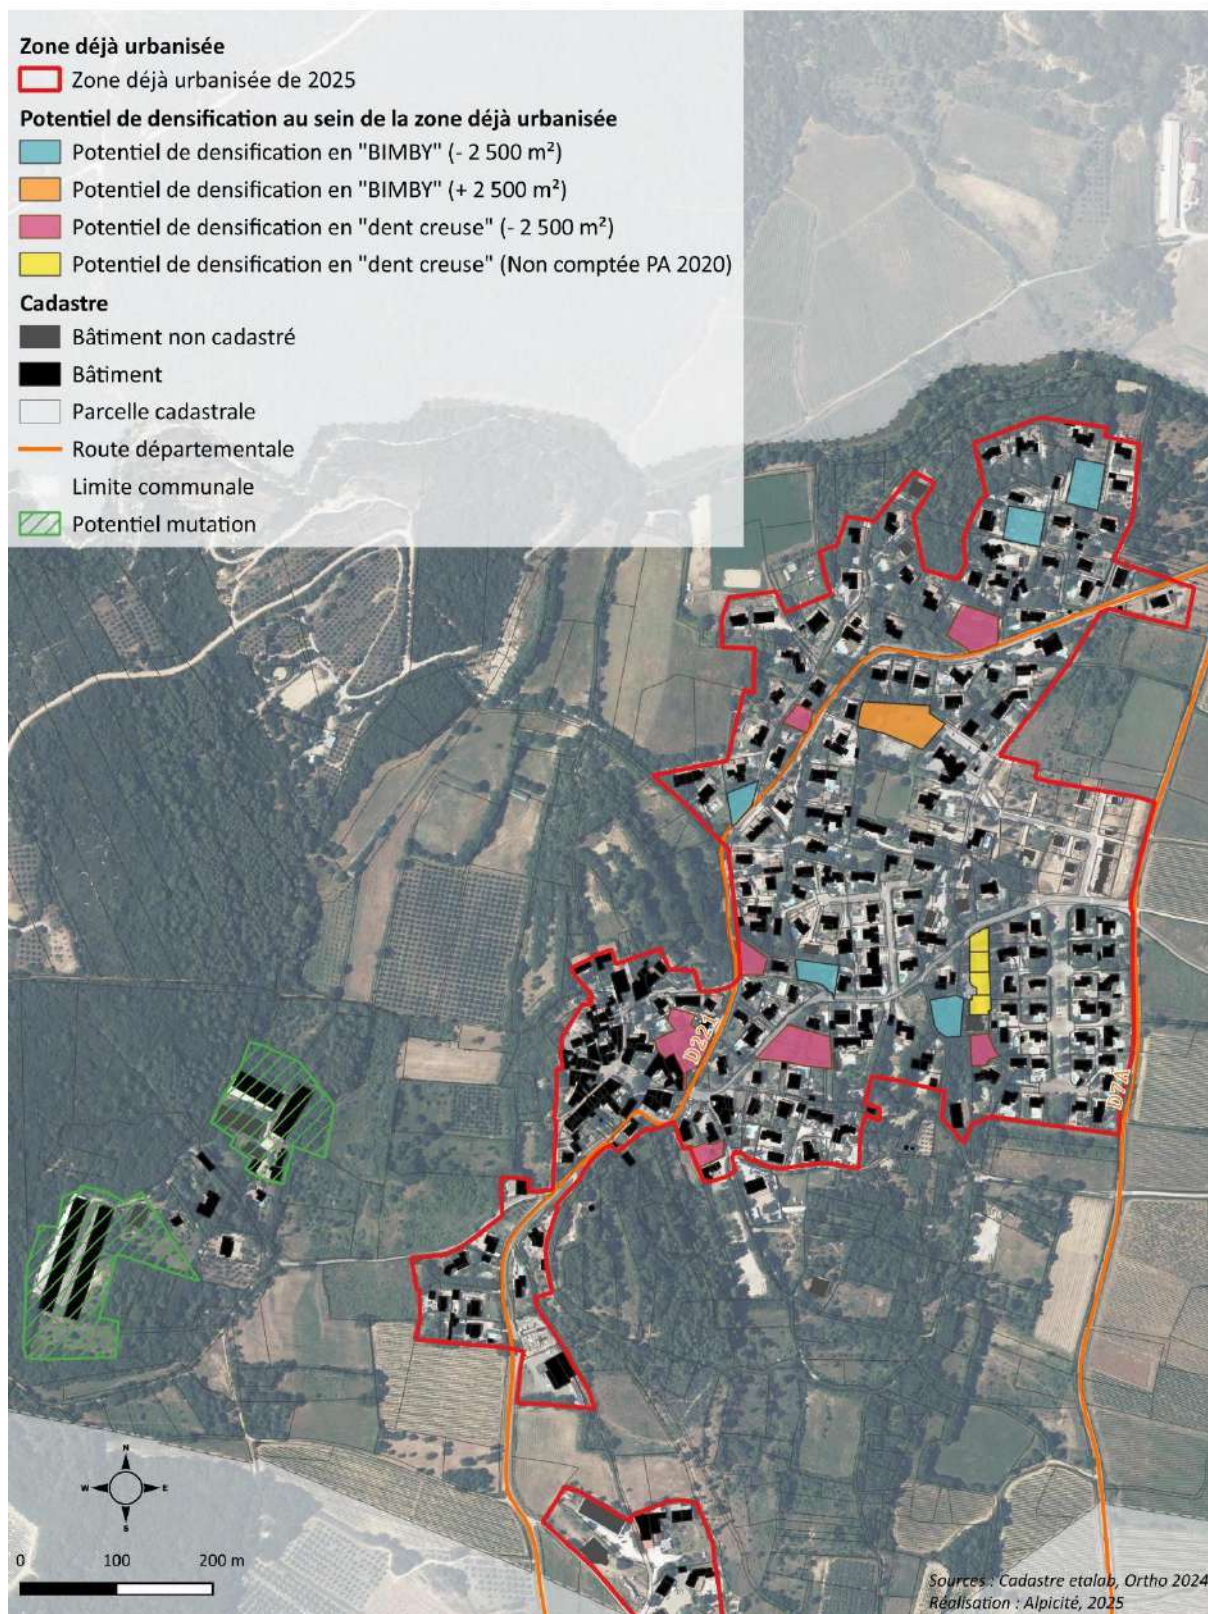 Zone déjà urbanisée
Zone déjà urbanisée de 2025
Potentiel de densification au sein de la zone déjà urbanisée
Potentiel de densification en "BIMBY" (- 2 500 m²)
Potentiel de densification en "BIMBY" (+ 2 500 m²)
Potentiel de densification en "dent creuse" (- 2 500 m²)
Potentiel de densification en "dent creuse" (Non comptée PA 2020)
Cadastre
Bâtiment non cadastré
Bâtiment
Parcelle cadastrale
Route départementale
Limite communale
Potentiel mutation
D221
D7A
N
W E
S
0 100 200 m
Sources : Cadastre etalab, Ortho 2024
Réalisation : Alpicité, 2025